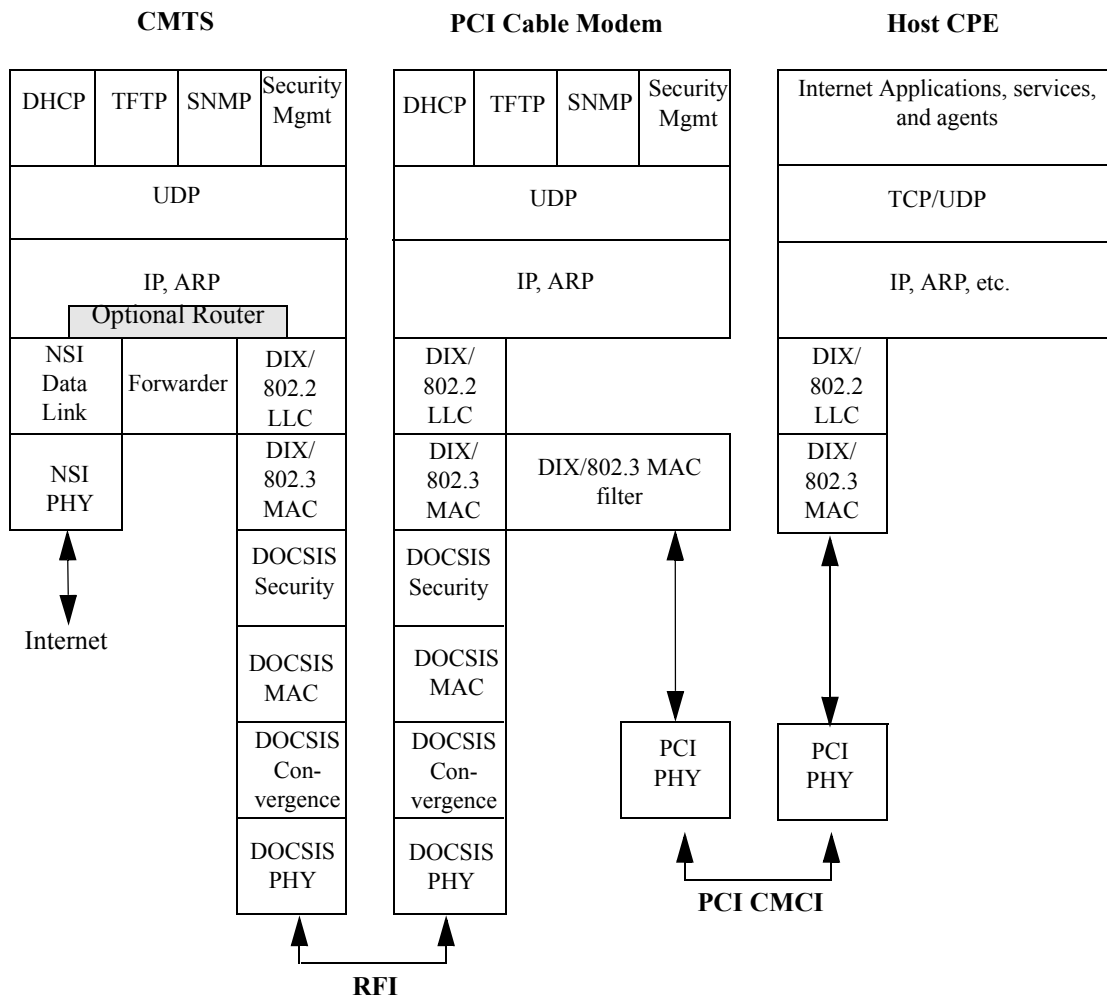 CMTS
PCI Cable Modem
Host CPE
DHCP
TFTP
SNMP
Security
Mgmt
UDP
IP, ARP
Optional Router
NSI
Data
Link
Forwarder
DIX/
802.2
LLC
NSI
PHY
DIX/
802.3
MAC
Internet
DOCSIS
Security
DOCSIS
MAC
DOCSIS
Con-
vergence
DOCSIS
PHY
DHCP
TFTP
SNMP
Security
Mgmt
UDP
IP, ARP
DIX/
802.2
LLC
DIX/
802.3
MAC
DIX/802.3 MAC
filter
DOCSIS
Security
DOCSIS
MAC
DOCSIS
Con-
vergence
DOCSIS
PHY
PCI
PHY
Internet Applications, services,
and agents
TCP/UDP
IP, ARP, etc.
DIX/
802.2
LLC
DIX/
802.3
MAC
PCI
PHY
PCI CMCI
RFI